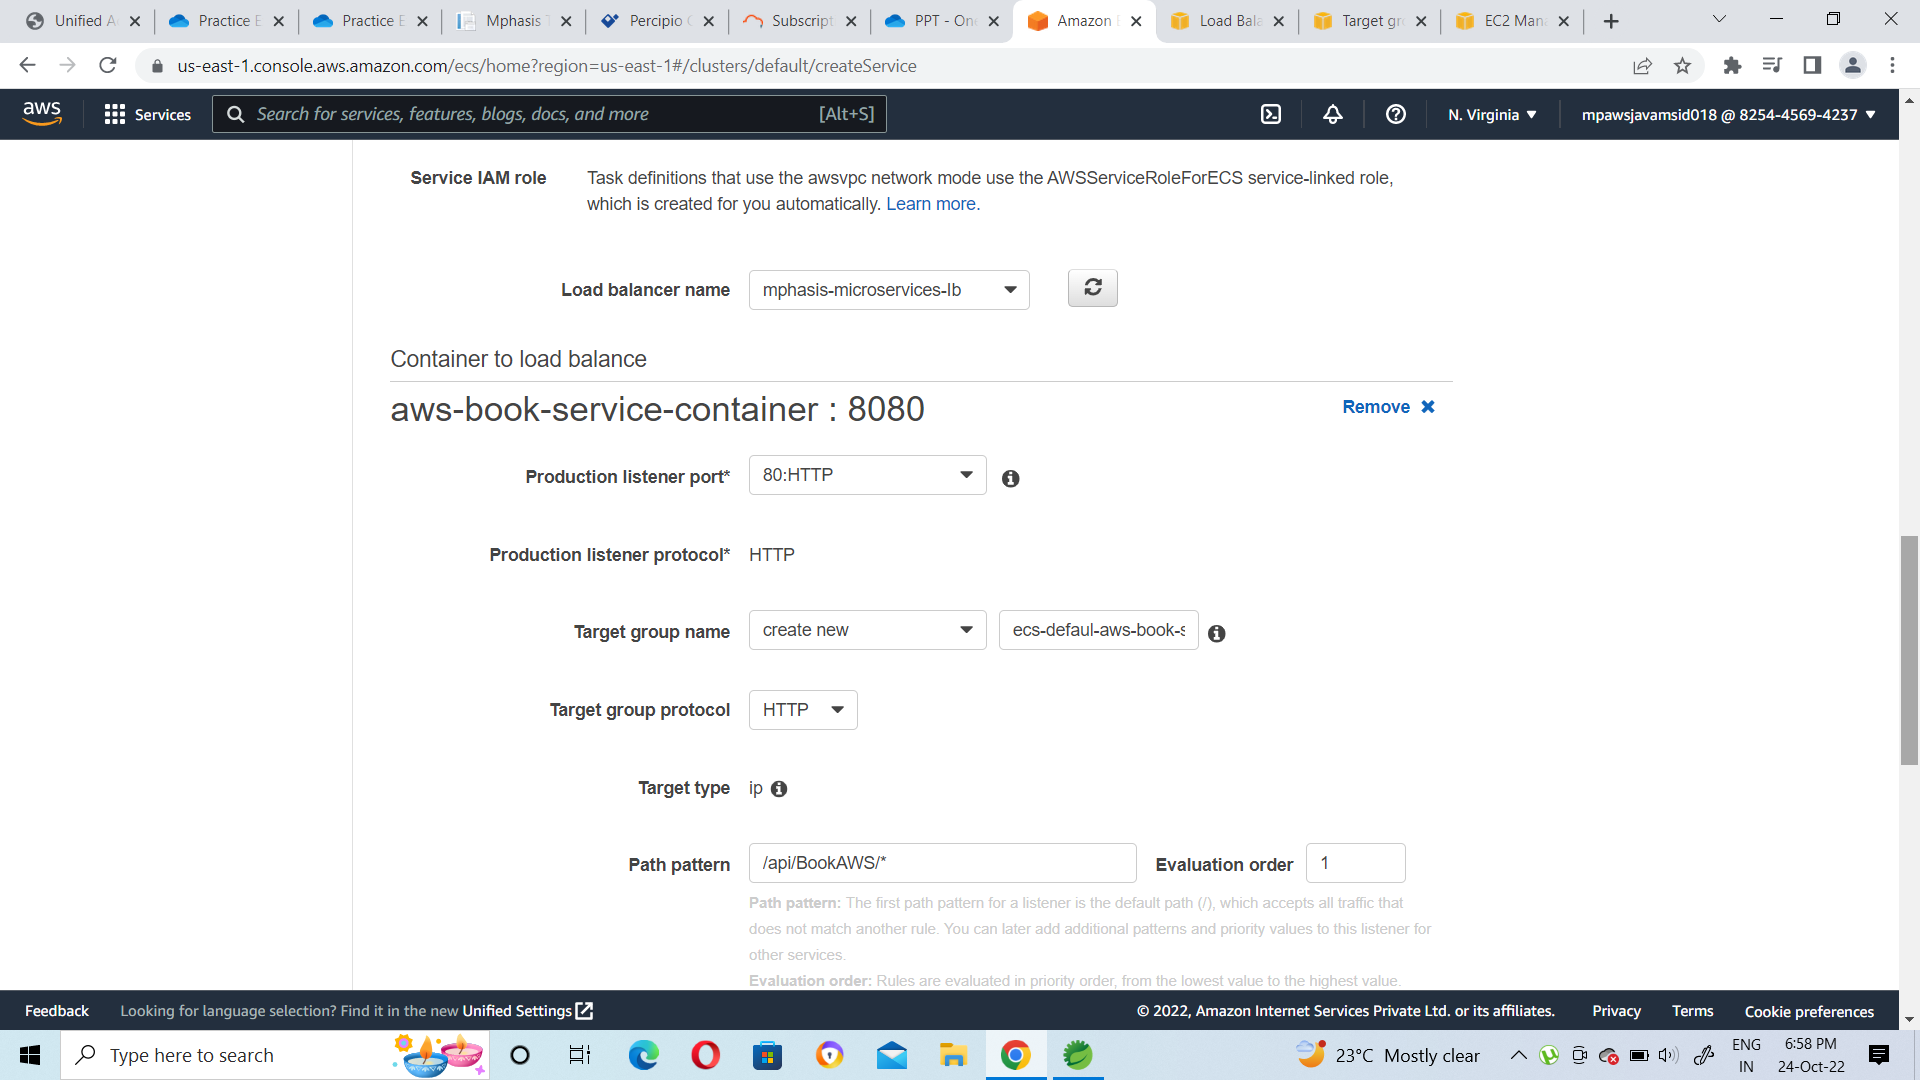 Unified A
Practice E
Practice E
Mphasis T
Percipio
Subscript
PPT - One
Amazon
Load Bala
Target gr
EC2 Man
us-east-1.console.aws.amazon.com/ecs/home?region=us-east-1#/clusters/default/createService
aws
Services
Search for services, features, blogs, docs, and more
[Alt+S]
N. Virginia
mpawsjavamsid018 @ 8254-4569-4237
Service IAM role
Task definitions that use the awsvpc network mode use the AWSServiceRoleForECS service-linked role,
which is created for you automatically. Learn more.
Load balancer name
mphasis-microservices-lb
Container to load balance
aws-book-service-container : 8080
Remove
Production listener port*
80:HTTP
Production listener protocol*
HTTP
Target group name
create new
ecs-defaul-aws-book-s
Target group protocol
HTTP
Target type
ip
Path pattern
/api/BookAWS/*
Evaluation order
1
Path pattern: The first path pattern for a listener is the default path (/), which accepts all traffic that
does not match another rule. You can later add additional patterns and priority values to this listener for
other services.
Evaluation order: Rules are evaluated in priority order, from the lowest value to the highest value.
Feedback
Looking for language selection? Find it in the new Unified Settings
© 2022, Amazon Internet Services Private Ltd. or its affiliates.
Privacy
Terms
Cookie preferences
Type here to search
23°C Mostly clear
ENG
IN
6:58 PM
24-Oct-22